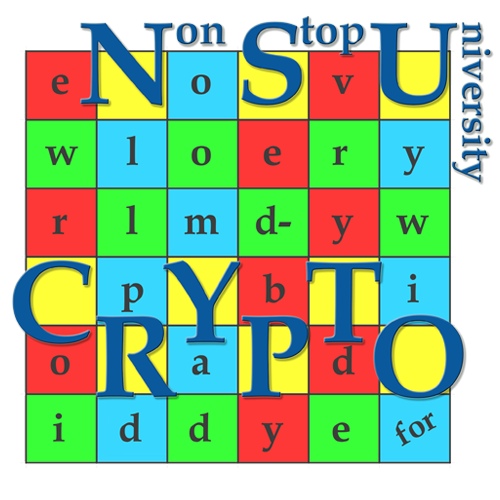 Non Stop University
e o v
w l o e r y
r l m d- y w
CRYPTO
p b i
o a d
i d d y e for